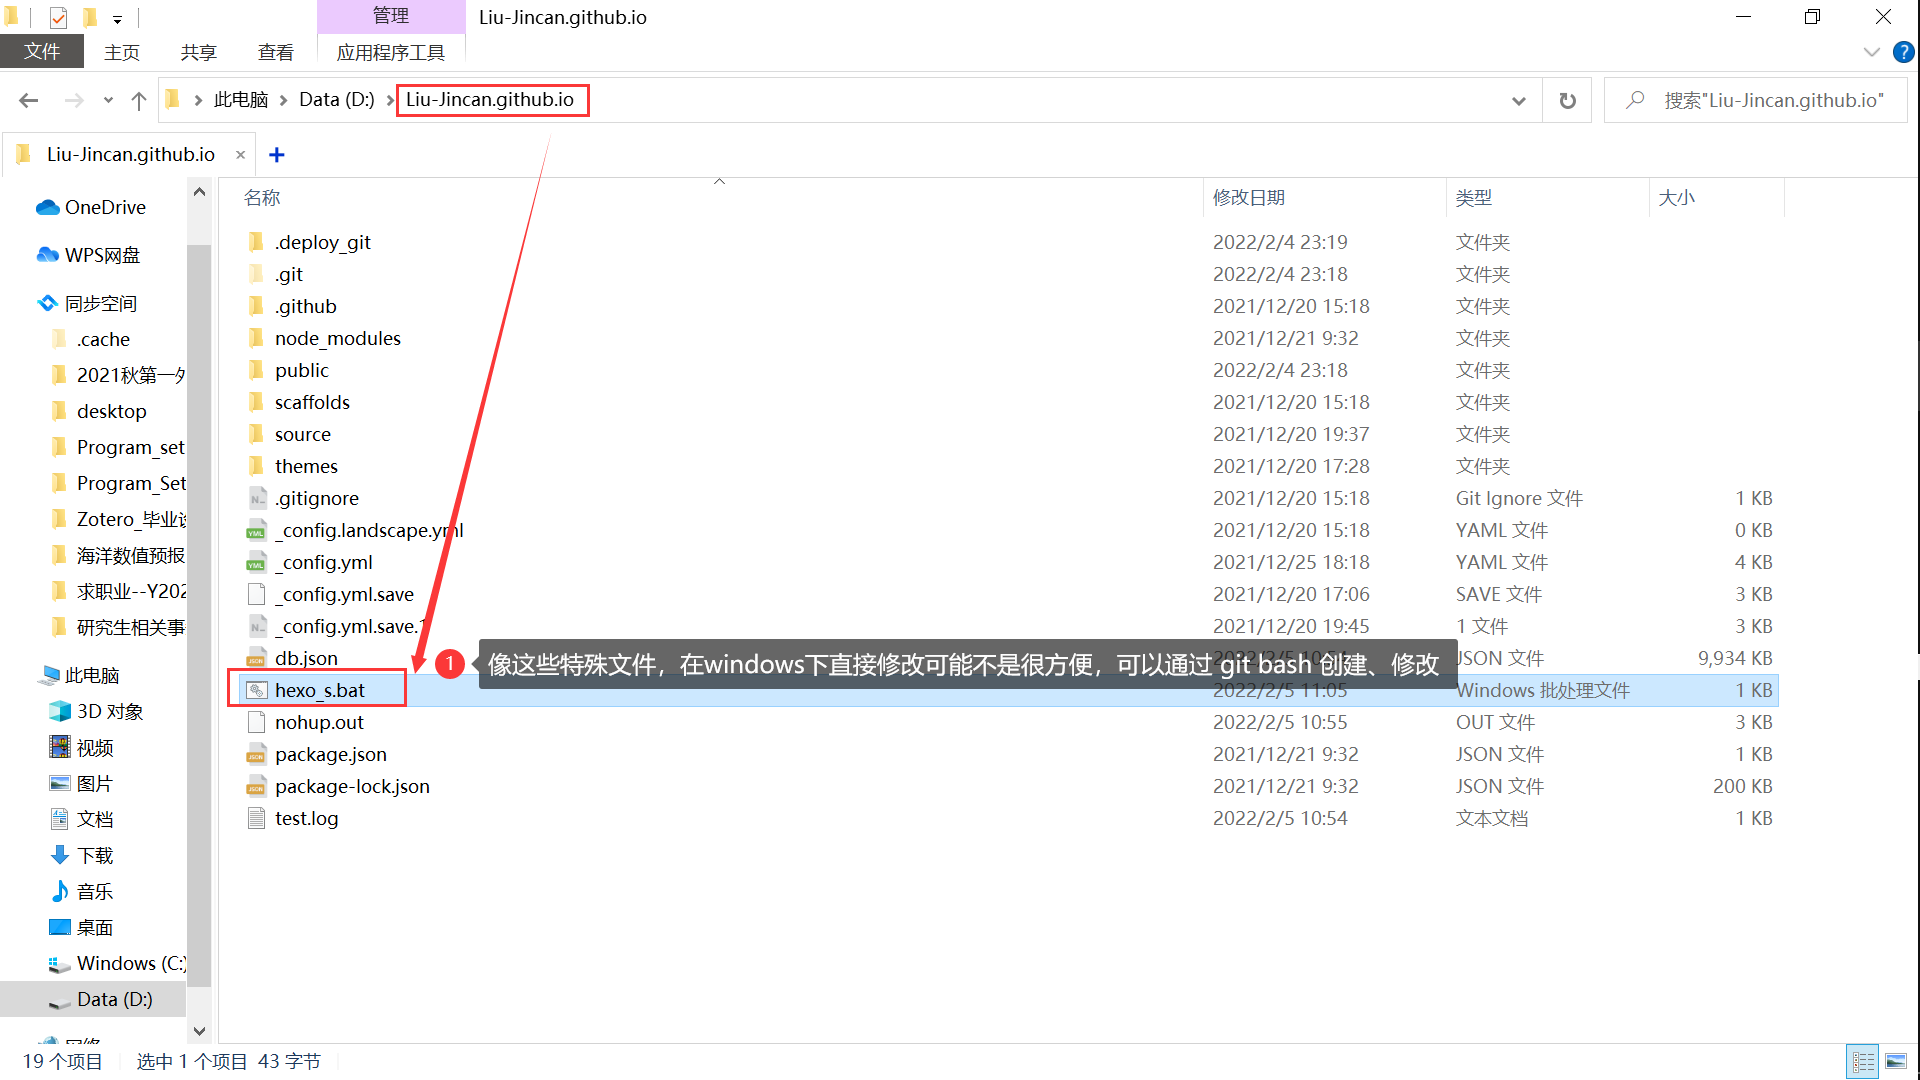 管理
Liu-Jincan.github.io
文件
主页
共享
查看
应用程序工具
此电脑
Data (D:)
Liu-Jincan.github.io
搜索"Liu-Jincan.github.io"
Liu-Jincan.github.io
名称
修改日期
类型
大小
OneDrive
WPS网盘
同步空间
.cache
2021秋第一
desktop
Program_set
Program_Set
Zotero_毕业
海洋数值预报
求职业--Y202
研究生相关事
此电脑
3D 对象
视频
图片
文档
下载
音乐
桌面
Windows (C:)
Data (D:)
.deploy_git 2022/2/4 23:19 文件夹
.git 2022/2/4 23:18 文件夹
.github 2021/12/20 15:18 文件夹
node_modules 2021/12/21 9:32 文件夹
public 2022/2/4 23:18 文件夹
scaffolds 2021/12/20 15:18 文件夹
source 2021/12/20 19:37 文件夹
themes 2021/12/20 17:28 文件夹
.gitignore 2021/12/20 15:18 Git Ignore 文件 1 KB
_config.landscape.yml 2021/12/20 15:18 YAML 文件 0 KB
_config.yml 2021/12/25 18:18 YAML 文件 4 KB
_config.yml.save 2021/12/20 17:06 SAVE 文件 3 KB
_config.yml.save.1 2021/12/20 19:45 1 文件 3 KB
db.json JSON 文件 9,934 KB
1 像这些特殊文件，在windows下直接修改可能不是很方便，可以通过 git bash 创建、修改
hexo_s.bat 2022/2/5 11:05 Windows 批处理文件 1 KB
nohup.out 2022/2/5 10:55 OUT 文件 3 KB
package.json 2021/12/21 9:32 JSON 文件 1 KB
package-lock.json 2021/12/21 9:32 JSON 文件 200 KB
test.log 2022/2/5 10:54 文本文档 1 KB
19 个项目
选中 1 个项目 43 字节